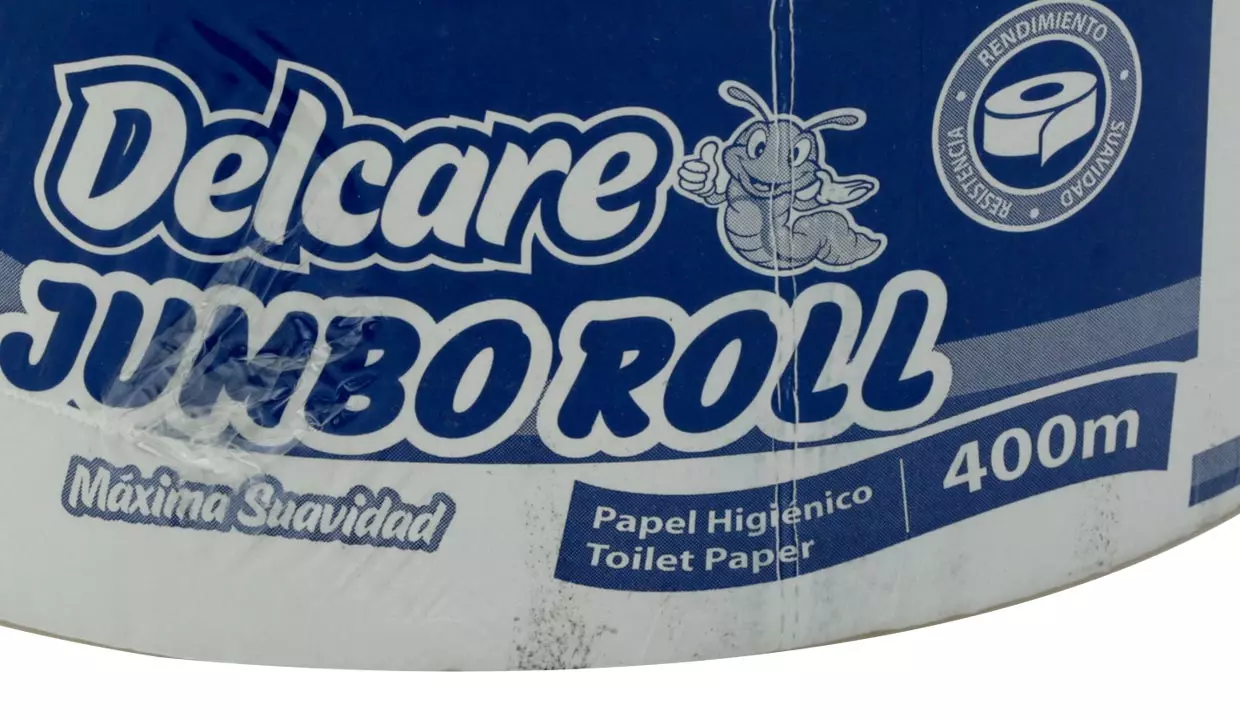 Delcare
RENDIMIENTO • SUAVIDAD • RESISTENCIA •
JUMBO ROLL
Máxima Suavidad
Papel Higiénico
Toilet Paper
400m